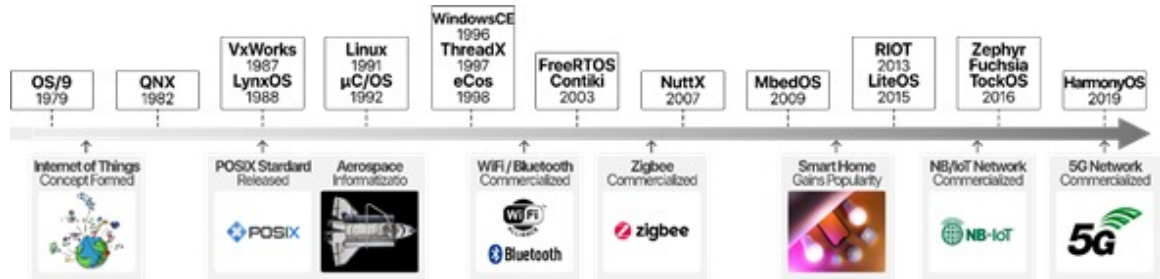 OS/9
1979
QNX
1982
VxWorks
1987
LynxOS
1988
Linux
1991
µC/OS
1992
WindowsCE
1996
ThreadX
1997
eCos
1998
FreeRTOS
Contiki
2003
NuttX
2007
MbedOS
2009
RIOT
2013
LiteOS
2015
Zephyr
Fuchsia
TockOS
2016
HarmonyOS
2019
Internet of Things
Concept Formed
POSIX Stardard
Released
POSIX
Aerospace
Informatizatio
WiFi / Bluetooth
Commercialized
Wi Fi
ALLIANCE
Bluetooth
Zigbee
Commercialized
zigbee
Smart Home
Gains Popularity
NB/IoT Network
Commercialized
NB-IoT
5G Network
Commercialized
5G